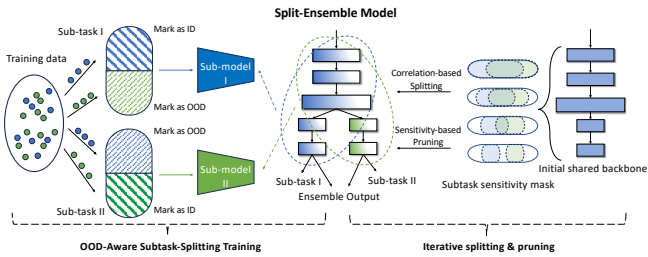 Split-Ensemble Model
Training data
Sub-task I
Mark as ID
Mark as OOD
Sub-model
I
Mark as OOD
Sub-task II
Mark as ID
Sub-model
II
Correlation-based
Splitting
Sensitivity-based
Pruning
Sub-task I
Sub-task II
Ensemble Output
Subtask sensitivity mask
Initial shared backbone
OOD-Aware Subtask-Splitting Training
Iterative splitting & pruning